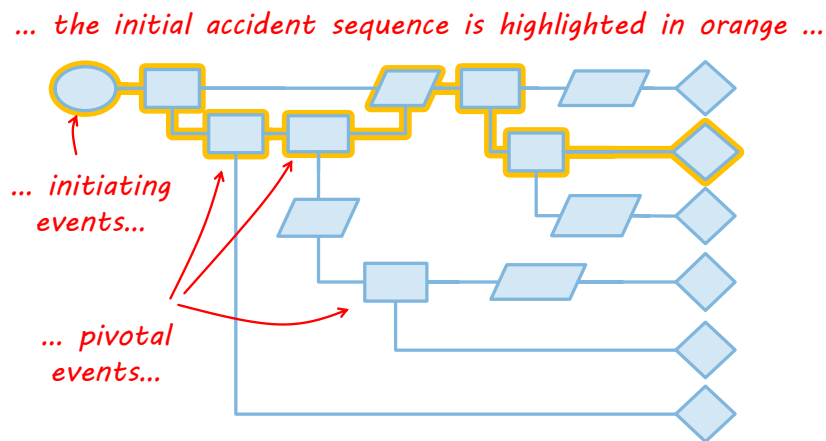 ... the initial accident sequence is highlighted in orange ...
... initiating
events...
... pivotal
events...